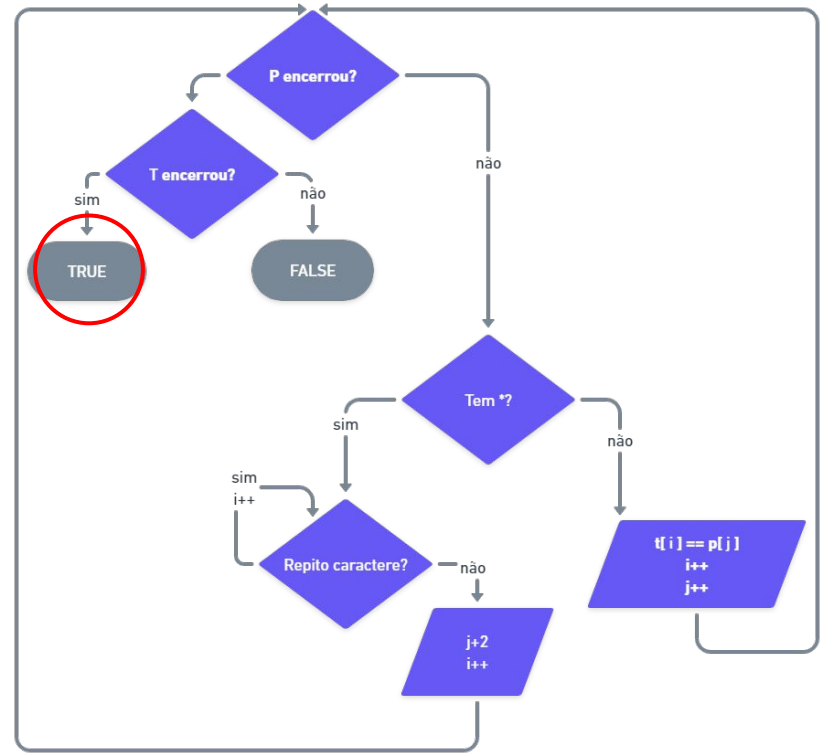 P encerrou?
T encerrou?
não
sim
não
TRUE
FALSE
Tem *?
sim
não
sim
i++
t[ i ] == p[ j ]
i++
j++
Repito caractere?
não
j+2
i++